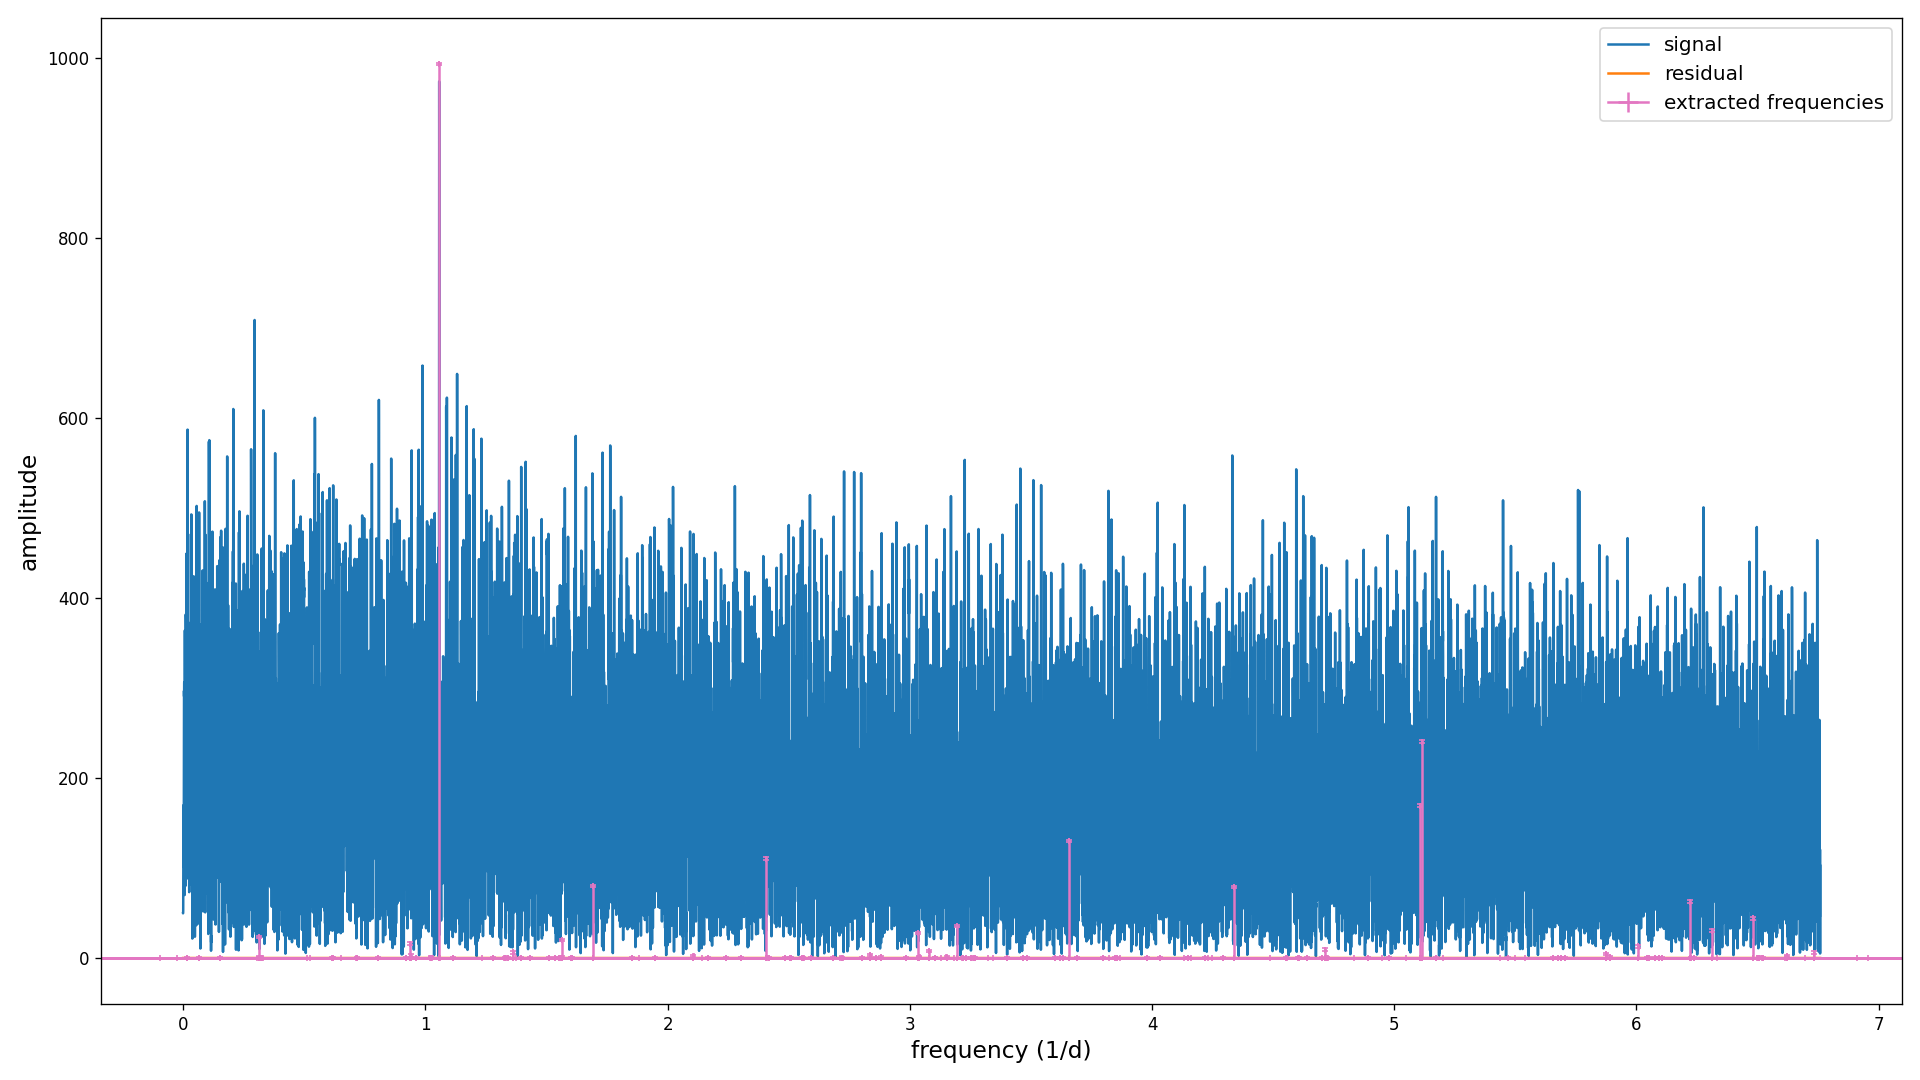 signal
residual
extracted frequencies
1000
800
600
400
200
0
amplitude
0 1 2 3 4 5 6 7
frequency (1/d)